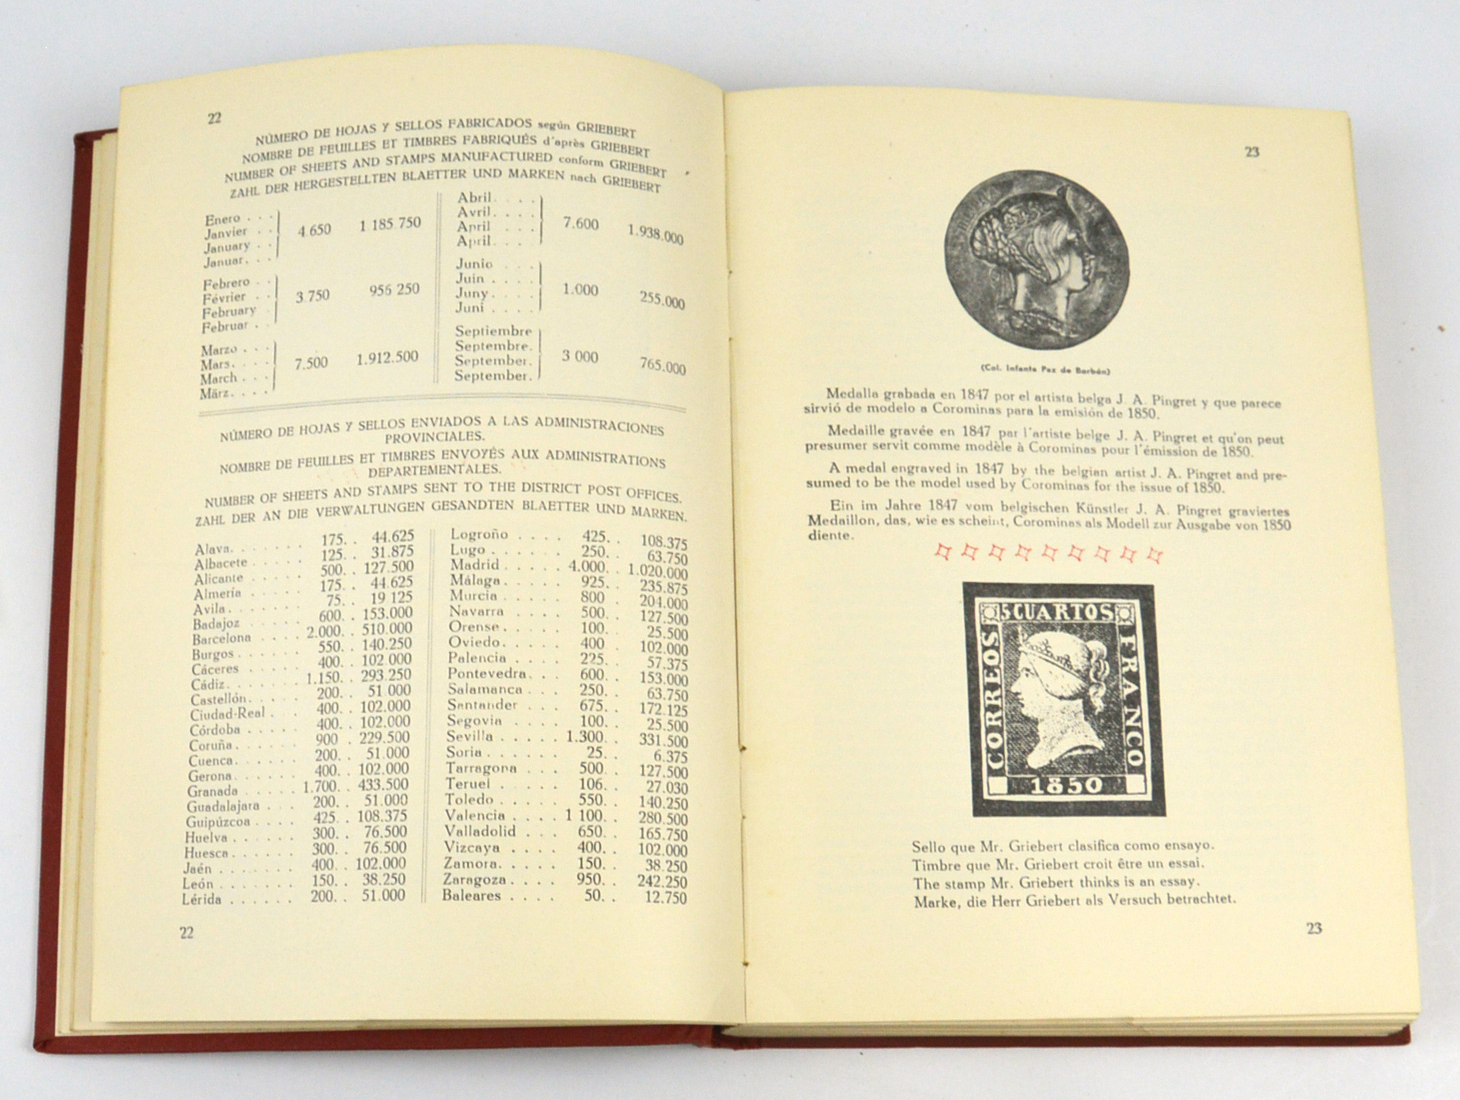 22
NÚMERO DE HOJAS Y SELLOS FABRICADOS según GRIEBERT
NOMBRE DE FEUILLES ET TIMBRES FABRIQUÉS d'après GRIEBERT
NUMBER OF SHEETS AND STAMPS MANUFACTURED conform GRIEBERT
ZAHL DER HERGESTELLTEN BLAETTER UND MARKEN nach GRIEBERT
Enero . . .
Janvier . .
January . .
Januar. . .
4 650 1 185 750
Febrero . .
Février . .
February .
Februar . .
3 750 956 250
Marzo . . .
Mars. . . .
March . . .
März. . . .
7.500 1.912.500
Abril. . . .
Avril. . . .
April . . .
April. . . .
7.600 1.938.000
Junio . . .
Juin . . . .
Juny. . . .
Juni . . . .
1.000 255.000
Septiembre
Septembre.
September.
September.
3 000 765.000
NÚMERO DE HOJAS Y SELLOS ENVIADOS A LAS ADMINISTRACIONES
PROVINCIALES.
NOMBRE DE FEUILLES ET TIMBRES ENVOYÉS AUX ADMINISTRATIONS
DEPARTEMENTALES.
NUMBER OF SHEETS AND STAMPS SENT TO THE DISTRICT POST OFFICES.
ZAHL DER AN DIE VERWALTUNGEN GESANDTEN BLAETTER UND MARKEN.
Alava. . . . . . . 175. . 44.625
Albacete . . . . . 125. . 31.875
Alicante . . . . . 500. . 127.500
Almería . . . . . 175. . 44.625
Avila. . . . . . . 75. . 19 125
Badajoz . . . . . 600. . 153.000
Barcelona . . . . 2.000. . 510.000
Burgos . . . . . . 550. . 140.250
Cáceres . . . . . 400. . 102 000
Cádiz. . . . . . . 1.150. . 293.250
Castellón. . . . . 200. . 51 000
Ciudad-Real . . . 400. . 102.000
Córdoba . . . . . 400. . 102.000
Coruña. . . . . . 900 . . 229.500
Cuenca. . . . . . 200. . 51.000
Gerona. . . . . . 400. . 102.000
Granada . . . . . 1.700. . 433.500
Guadalajara . . . 200. . 51.000
Guipúzcoa . . . . 425. . 108.375
Huelva . . . . . . 300. . 76.500
Huesca . . . . . . 300. . 76.500
Jaén . . . . . . . 400. . 102.000
León . . . . . . . 150. . 38.250
Lérida . . . . . . 200. . 51.000
Logroño . . . . 425. . 108.375
Lugo . . . . . . 250. . 63.750
Madrid . . . . . 4.000. . 1.020.000
Málaga . . . . . 925. . 235.875
Murcia . . . . . 800 . . 204.000
Navarra . . . . 500. . 127.500
Orense. . . . . 100. . 25.500
Oviedo. . . . . 400 . . 102.000
Palencia . . . . 225. . 57.375
Pontevedra. . . 600. . 153.000
Salamanca . . . 250. . 63.750
Santander . . . 675. . 172.125
Segovia . . . . 100. . 25.500
Sevilla . . . . . 1.300. . 331.500
Soria . . . . . . 25. . 6.375
Tarragona . . . 500. . 127.500
Teruel . . . . . 106. . 27.030
Toledo . . . . . 550. . 140.250
Valencia . . . . 1 100. . 280.500
Valladolid . . . 650. . 165.750
Vizcaya . . . . 400. . 102.000
Zamora. . . . . 150. . 38 250
Zaragoza . . . . 950. . 242.250
Baleares . . . . 50. . 12.750
22
23
(Col. Infante Paz de Borbón)
Medalla grabada en 1847 por el artista belga J. A. Pingret y que parece
sirvió de modelo a Corominas para la emisión de 1850.
Medaille gravée en 1847 par l'artiste belge J. A. Pingret et qu'on peut
presumer servit comme modèle à Corominas pour l'émission de 1850.
A medal engraved in 1847 by the belgian artist J. A. Pingret and pre-
sumed to be the model used by Corominas for the issue of 1850.
Ein im Jahre 1847 vom belgischen Künstler J. A. Pingret graviertes
Medaillon, das, wie es scheint, Corominas als Modell zur Ausgabe von 1850
diente.
5 CUARTOS
CORREOS
FRANCO
1850
Sello que Mr. Griebert clasifica como ensayo.
Timbre que Mr. Griebert croit être un essai.
The stamp Mr. Griebert thinks is an essay.
Marke, die Herr Griebert als Versuch betrachtet.
23